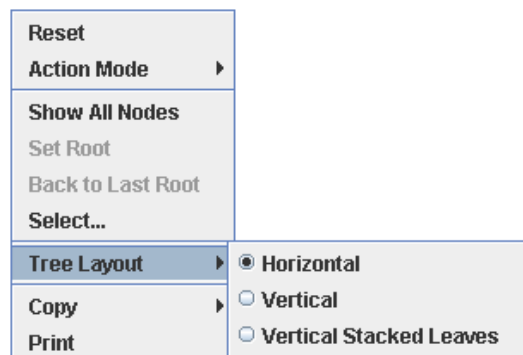 Reset
Action Mode
Show All Nodes
Set Root
Back to Last Root
Select...
Tree Layout
Horizontal
Vertical
Vertical Stacked Leaves
Copy
Print